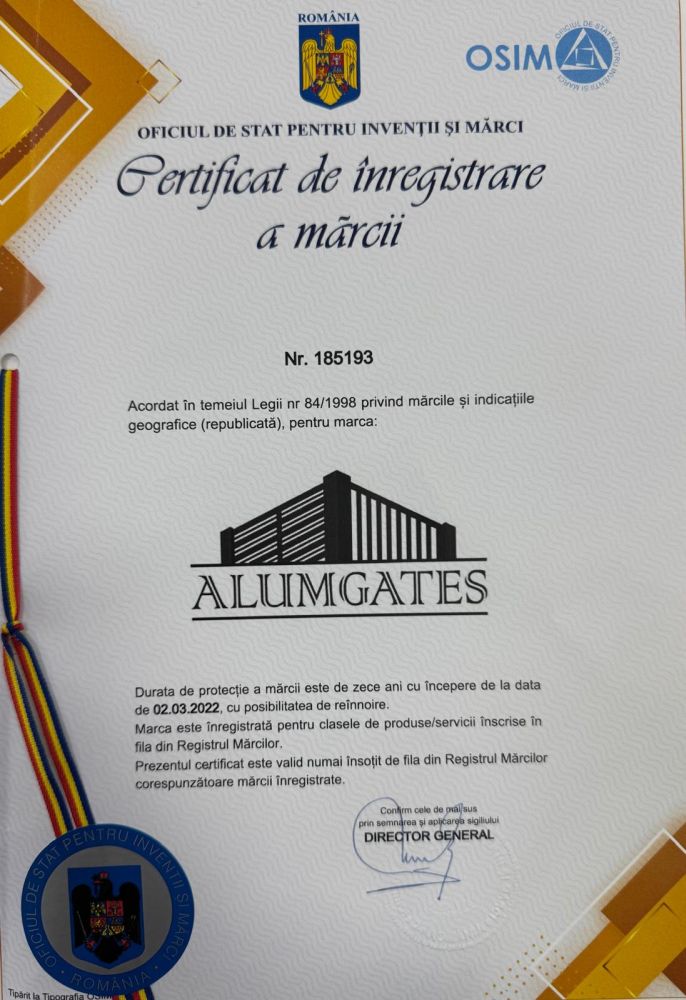 ROMÂNIA
OSIM
OFICIUL DE STAT PENTRU INVENȚII ȘI MĂRCI
OFICIUL DE STAT PENTRU INVENȚII ȘI MĂRCI
Certificat de înregistrare
a mărcii
Nr. 185193
Acordat în temeiul Legii nr 84/1998 privind mărcile și indicațiile
geografice (republicată), pentru marca:
ALUMGATES
Durata de protecție a mărcii este de zece ani cu începere de la data
de 02.03.2022, cu posibilitatea de reînnoire.
Marca este înregistrată pentru clasele de produse/servicii înscrise în
fila din Registrul Mărcilor.
Prezentul certificat este valid numai însoțit de fila din Registrul Mărcilor
corespunzătoare mărcii înregistrate.
Confirm cele de mai sus
prin semnarea și aplicarea sigiliului
DIRECTOR GENERAL
OFICIUL DE STAT PENTRU INVENȚII ȘI MĂRCI
ROMÂNIA
Tipărit la Tipografia OSIM